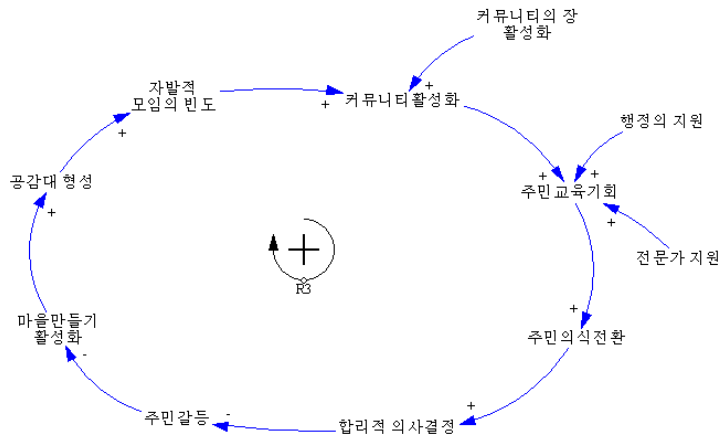 커뮤니티의 장
활성화
자발적
모임의 빈도
+
+
커뮤니티활성화
행정의 지원
+
공감대 형성
+
+
+
주민교육기회
+
+
전문가 지원
R3
+
마을만들기
활성화
주민의식전환
-
+
주민갈등
-
합리적 의사결정